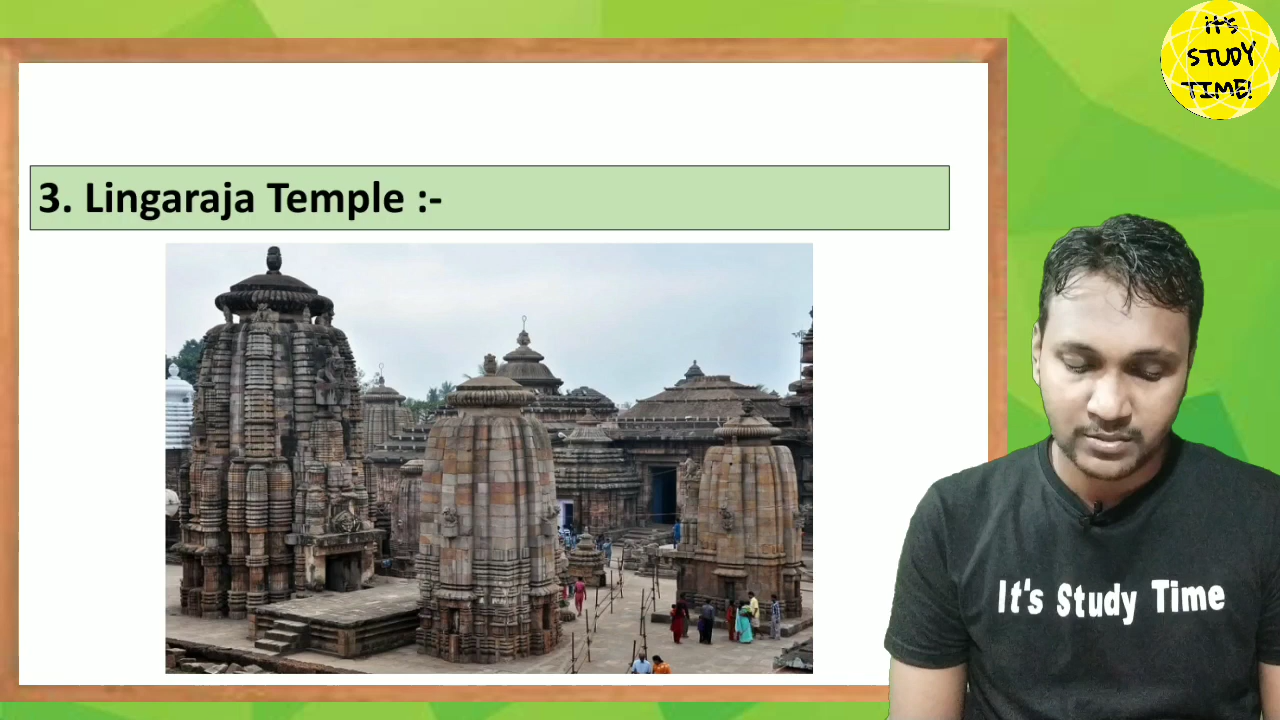 IT'S
STUDY
TIME!
3. Lingaraja Temple :-
It's Study Time